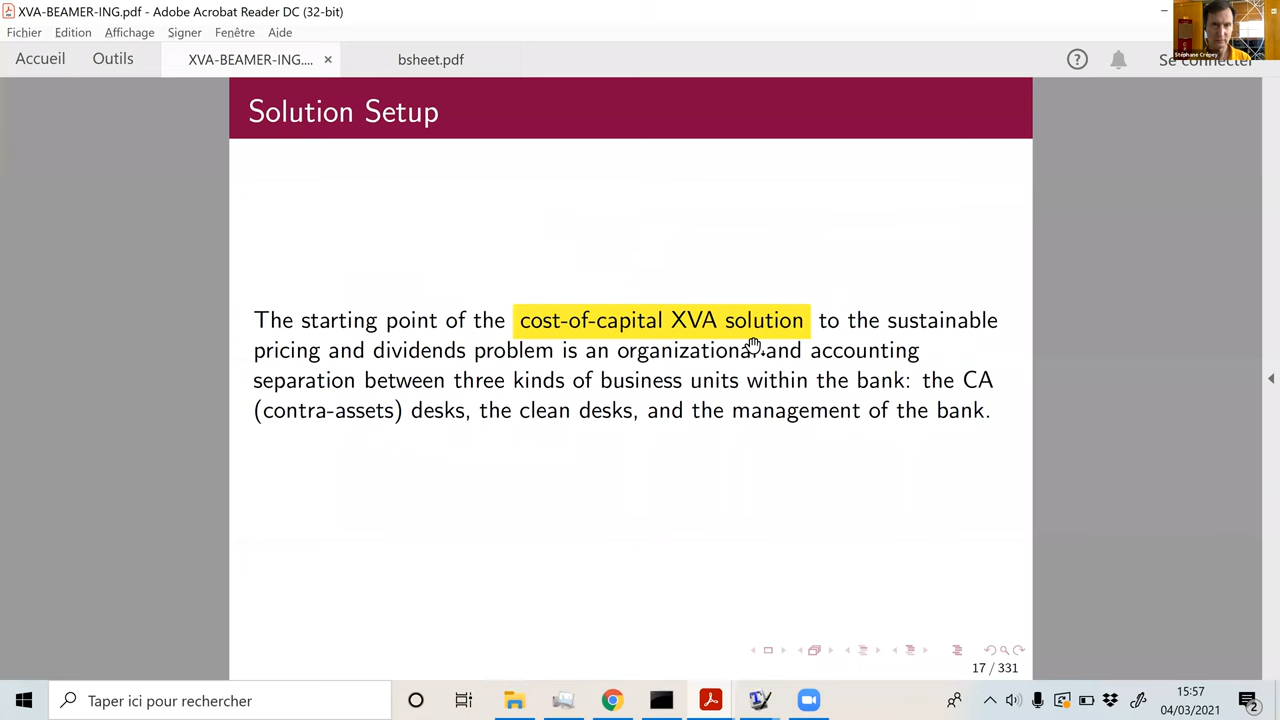 XVA-BEAMER-ING.pdf - Adobe Acrobat Reader DC (32-bit)
Fichier Edition Affichage Signer Fenêtre Aide
Accueil Outils XVA-BEAMER-ING.... × bsheet.pdf Se connecter
Stéphane Crépey
Solution Setup
The starting point of the cost-of-capital XVA solution to the sustainable
pricing and dividends problem is an organizational and accounting
separation between three kinds of business units within the bank: the CA
(contra-assets) desks, the clean desks, and the management of the bank.
17 / 331
Taper ici pour rechercher
15:57
04/03/2021
2